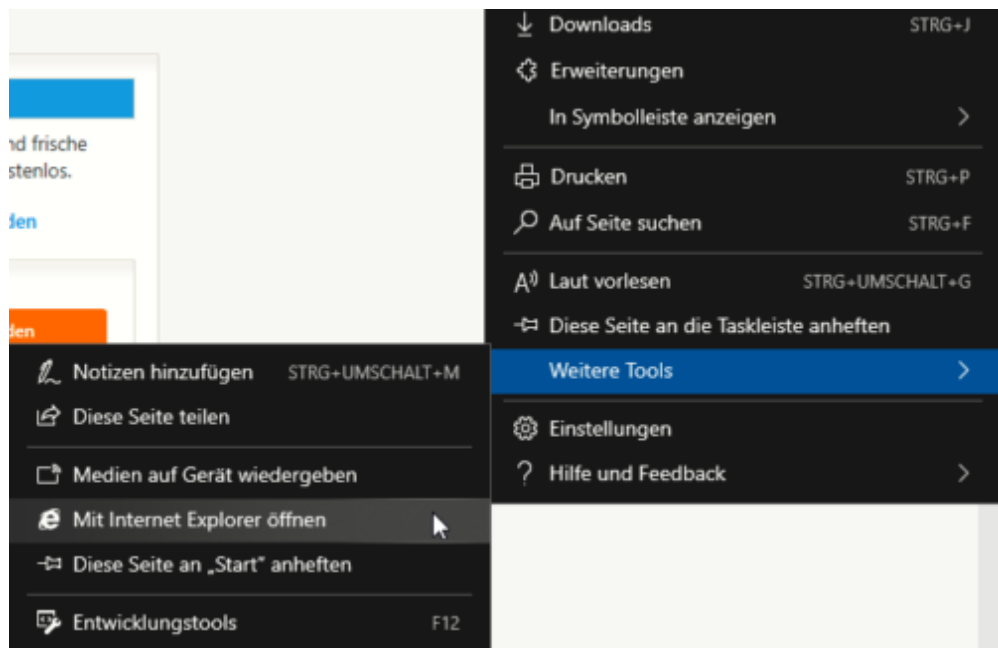 Downloads STRG+J
Erweiterungen
In Symbolleiste anzeigen
Drucken STRG+P
Auf Seite suchen STRG+F
Laut vorlesen STRG+UMSCHALT+G
Diese Seite an die Taskleiste anheften
Weitere Tools
Einstellungen
Hilfe und Feedback
nd frische
stenlos.
den
den
Notizen hinzufügen STRG+UMSCHALT+M
Diese Seite teilen
Medien auf Gerät wiedergeben
Mit Internet Explorer öffnen
Diese Seite an „Start" anheften
Entwicklungstools F12